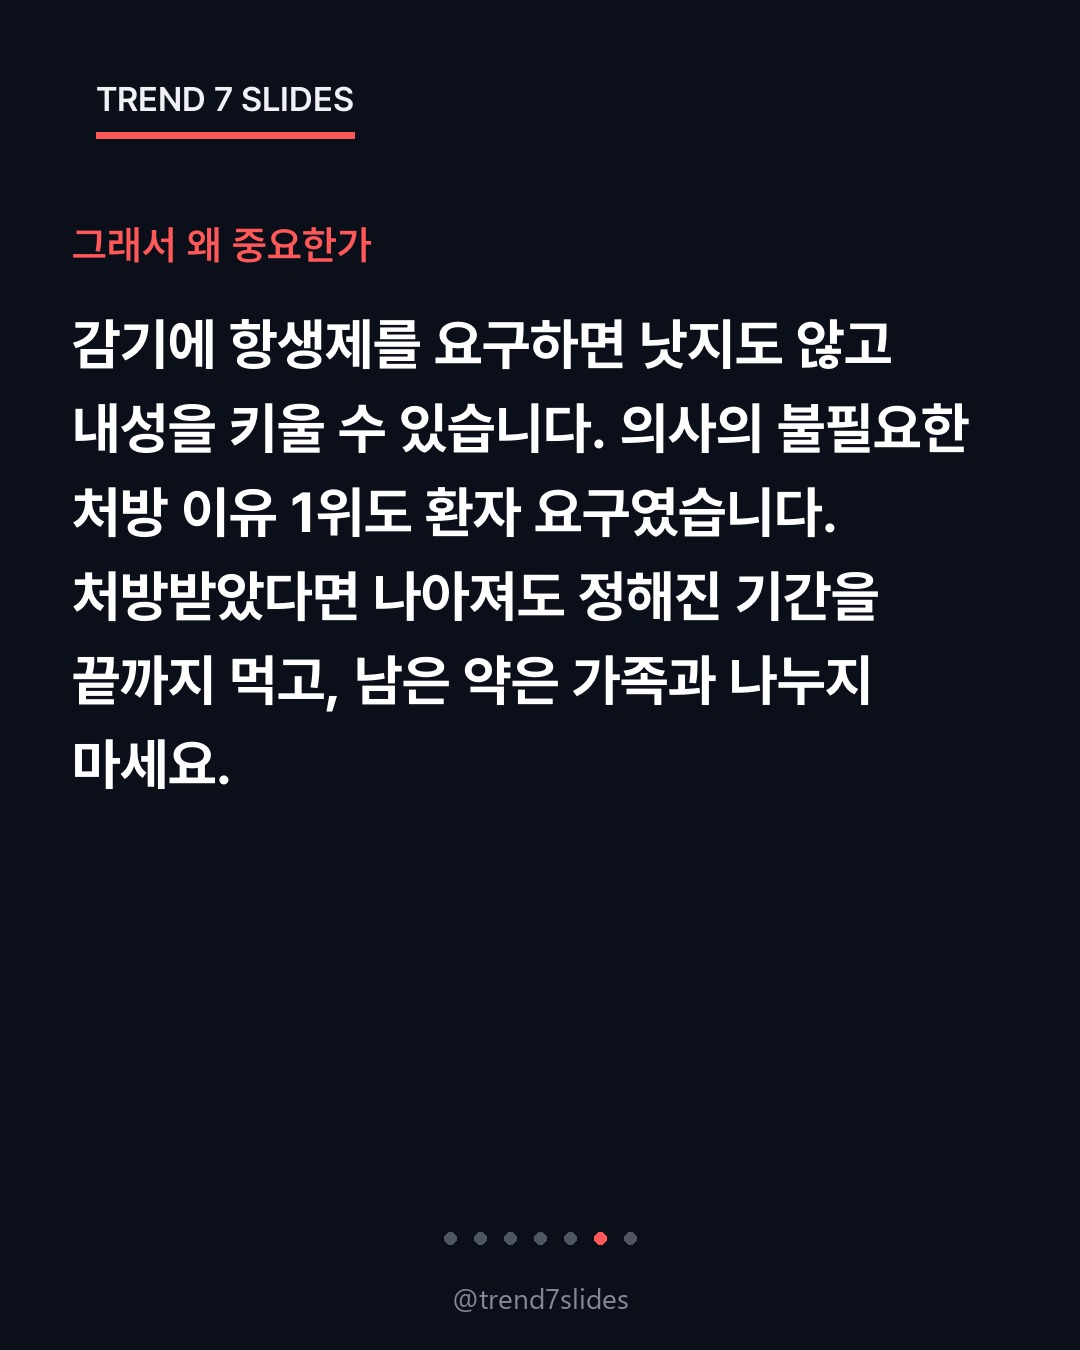 TREND 7 SLIDES
그래서 왜 중요한가
감기에 항생제를 요구하면 낫지도 않고
내성을 키울 수 있습니다. 의사의 불필요한
처방 이유 1위도 환자 요구였습니다.
처방받았다면 나아져도 정해진 기간을
끝까지 먹고, 남은 약은 가족과 나누지
마세요.
@trend7slides